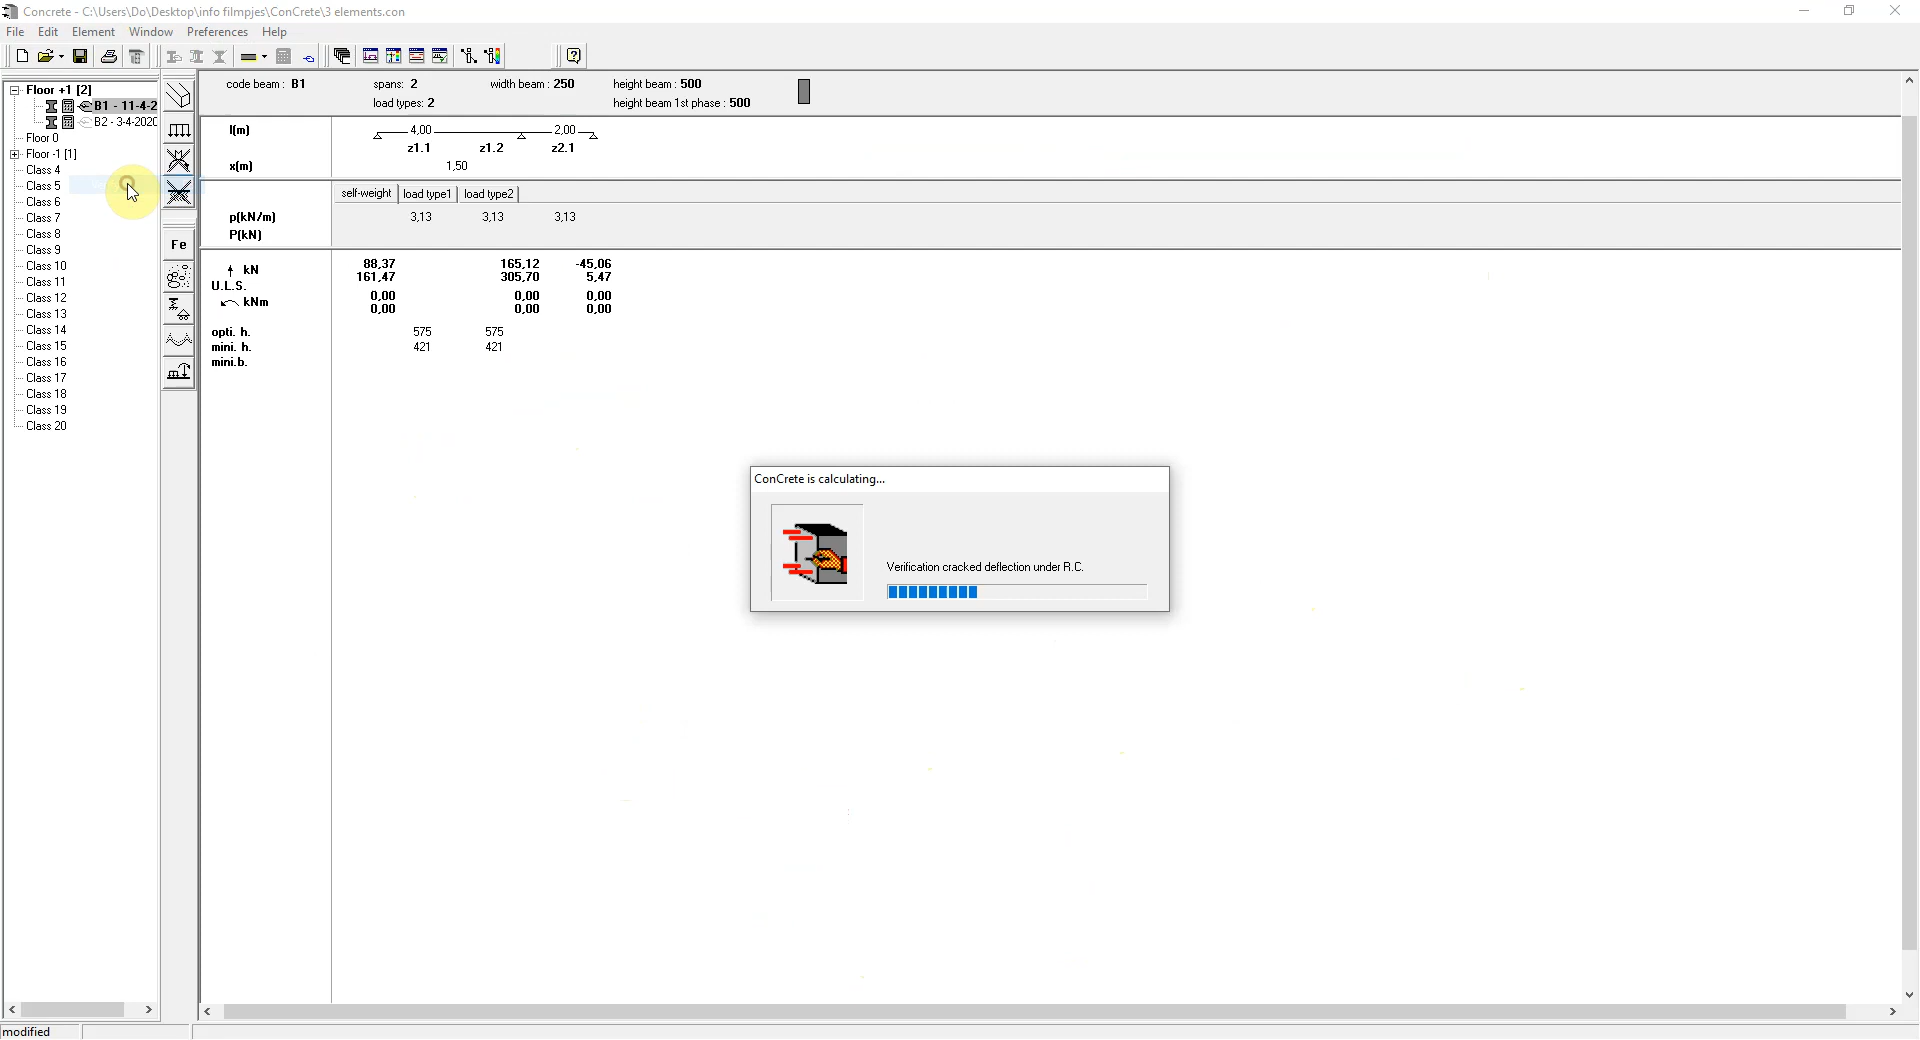 Concrete - C:\Users\Do\Desktop\info filmpjes\ConCrete\3 elements.con
File Edit Element Window Preferences Help
Floor +1 [2]
B1 - 11-4-2
B2 - 3-4-2020
Floor 0
Floor -1 [1]
Class 4
Class 5
Class 6
Class 7
Class 8
Class 9
Class 10
Class 11
Class 12
Class 13
Class 14
Class 15
Class 16
Class 17
Class 18
Class 19
Class 20
Fe
code beam : B1 spans: 2 width beam : 250 height beam : 500
load types: 2 height beam 1st phase : 500
l(m) 4,00 2,00
z1.1 z1.2 z2.1
x(m) 1,50
self-weight load type1 load type2
p(kN/m) 3,13 3,13 3,13
P(kN)
88,37 165,12 -45,06
kN 161,47 305,70 5,47
U.L.S.
0,00 0,00 0,00
kNm 0,00 0,00 0,00
opti. h. 575 575
mini. h. 421 421
mini.b.
ConCrete is calculating...
Verification cracked deflection under R.C.
modified